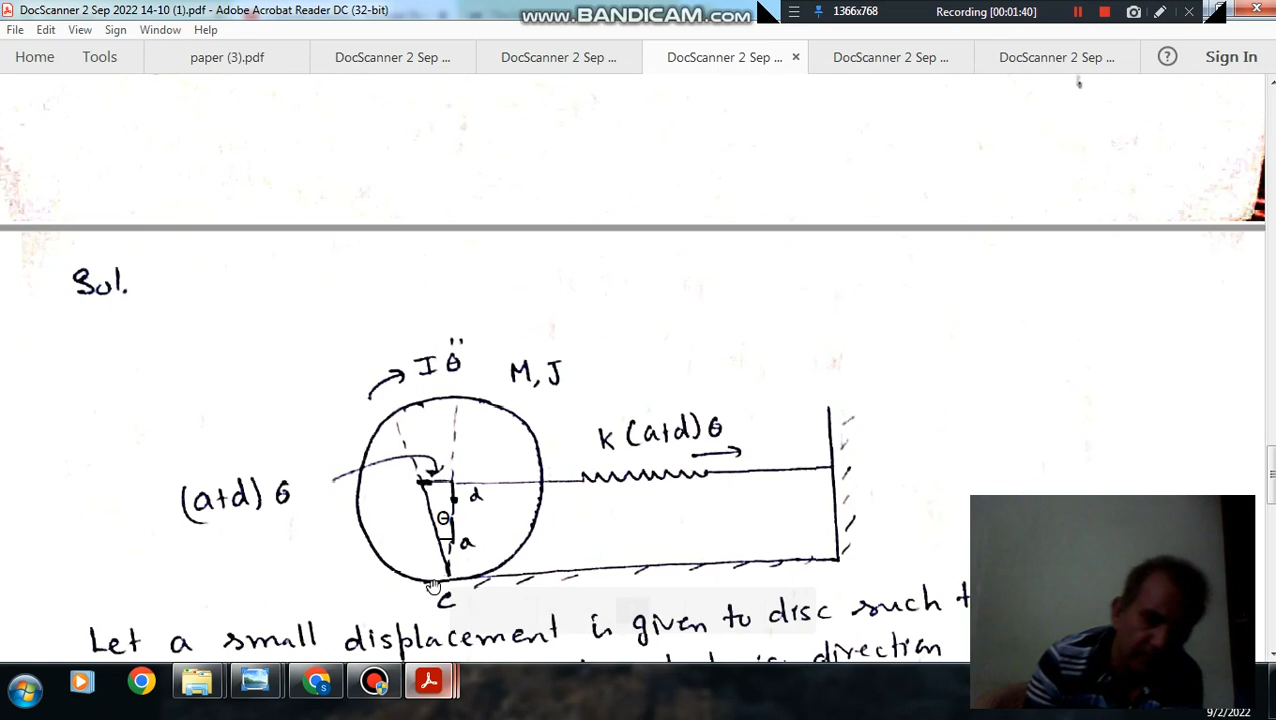 DocScanner 2 Sep 2022 14-10 (1).pdf - Adobe Acrobat Reader DC (32-bit)
www.BANDICAM.com
1366x768
Recording [00:01:40]
File Edit View Sign Window Help
Home Tools paper (3).pdf DocScanner 2 Sep ... DocScanner 2 Sep ... DocScanner 2 Sep ... × DocScanner 2 Sep ... DocScanner 2 Sep ... Sign In
Sol.
I θ̈ M, J
K (a+d) θ
(a+d) θ
d
θ
a
C
Let a small displacement is given to disc such
is direction
9/2/2022